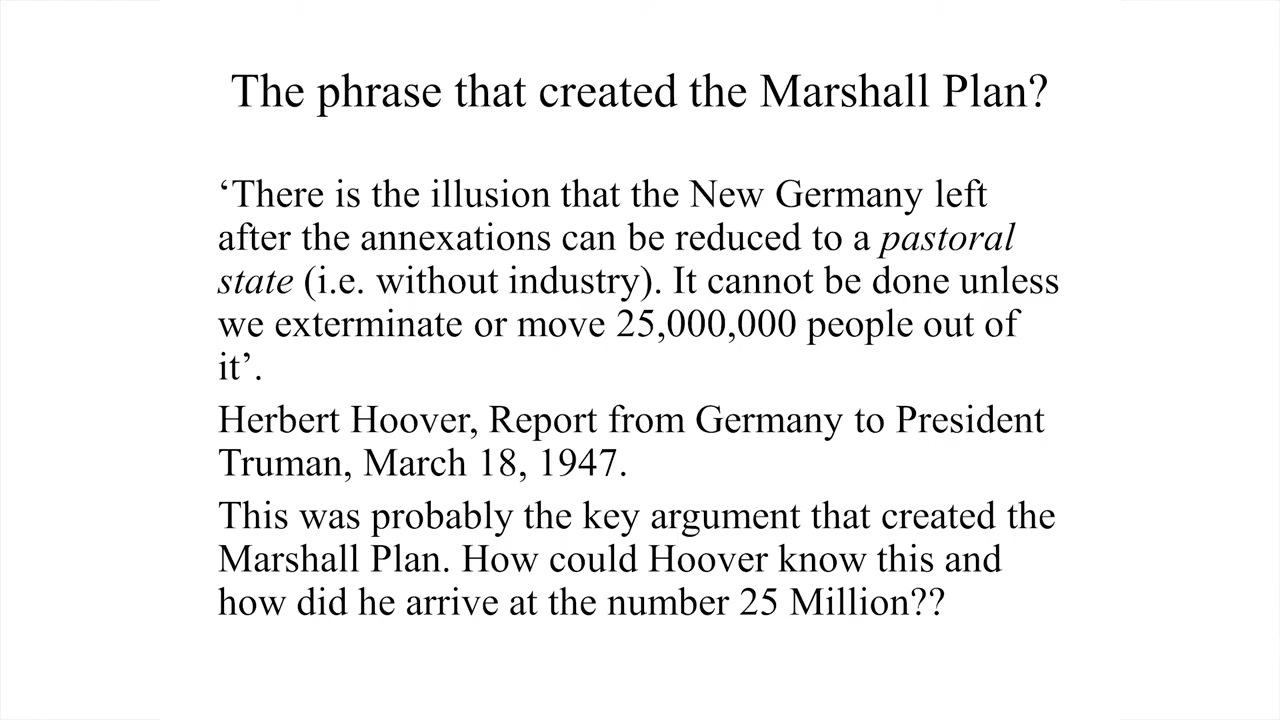 The phrase that created the Marshall Plan?
‘There is the illusion that the New Germany left
after the annexations can be reduced to a pastoral
state (i.e. without industry). It cannot be done unless
we exterminate or move 25,000,000 people out of
it’.
Herbert Hoover, Report from Germany to President
Truman, March 18, 1947.
This was probably the key argument that created the
Marshall Plan. How could Hoover know this and
how did he arrive at the number 25 Million??